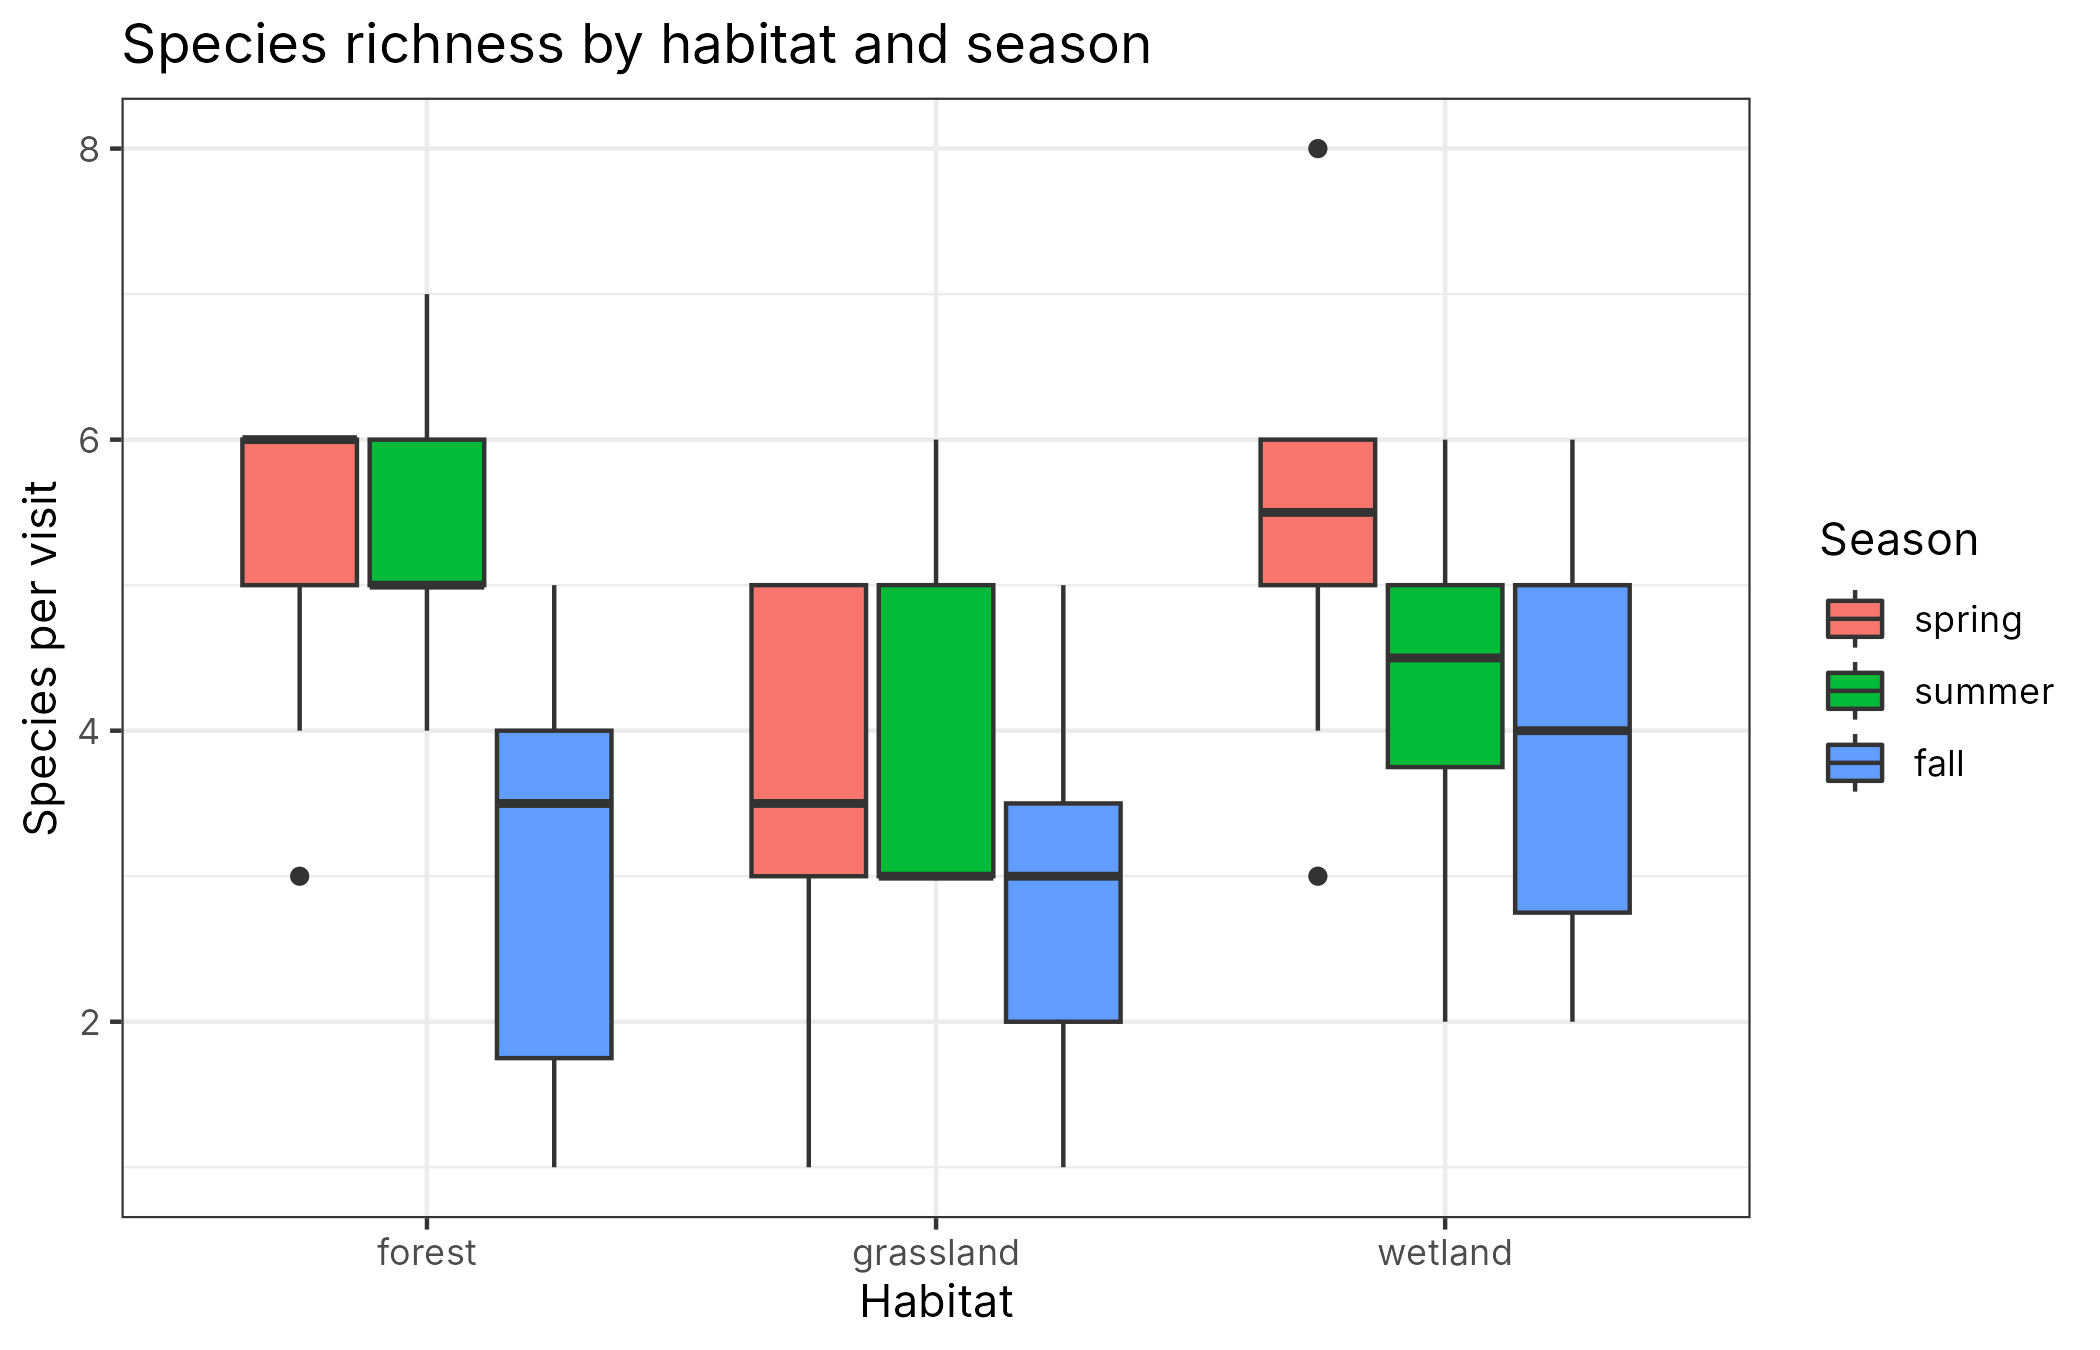 Species richness by habitat and season
Species per visit
8
6
4
2
forest
grassland
wetland
Habitat
Season
spring
summer
fall